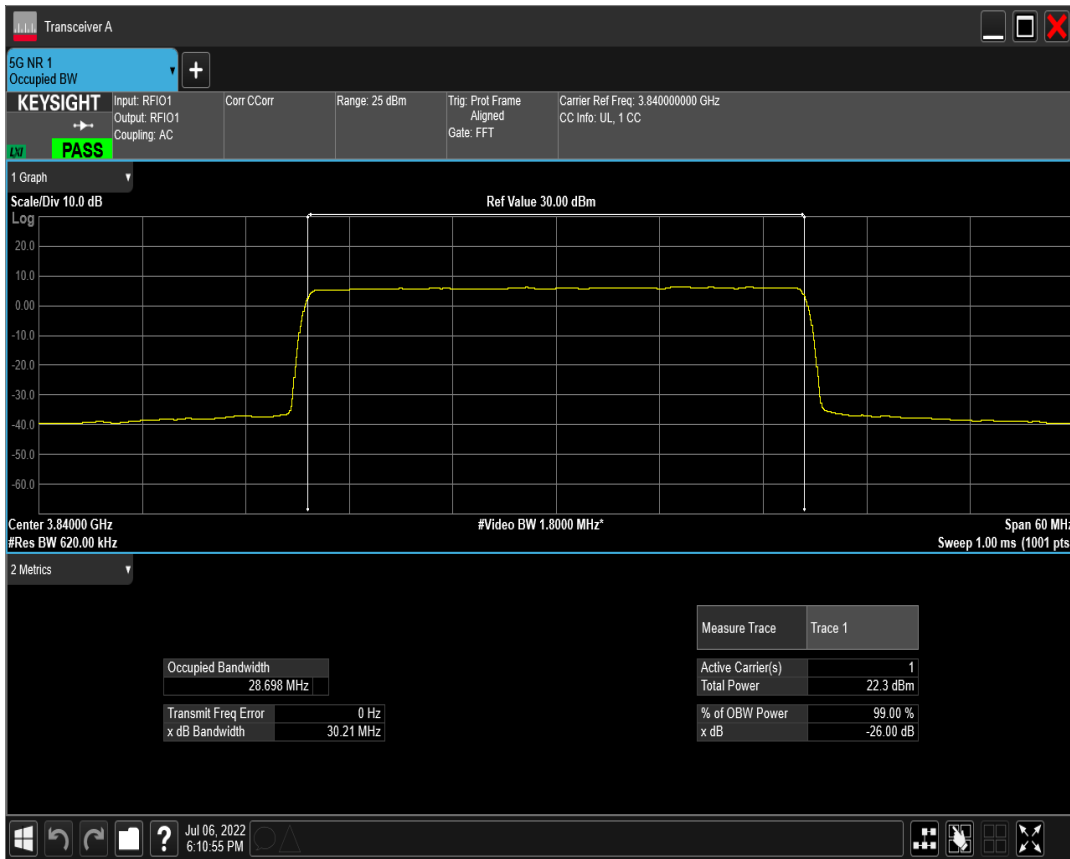 Transceiver A
5G NR 1
Occupied BW
+
KEYSIGHT
LXI
PASS
Input: RFIO1
Output: RFIO1
Coupling: AC
Corr CCorr
Range: 25 dBm
Trig: Prot Frame
Aligned
Gate: FFT
Carrier Ref Freq: 3.840000000 GHz
CC Info: UL, 1 CC
1 Graph
Scale/Div 10.0 dB
Ref Value 30.00 dBm
Log
20.0
10.0
0.00
-10.0
-20.0
-30.0
-40.0
-50.0
-60.0
Center 3.84000 GHz
#Video BW 1.8000 MHz*
Span 60 MHz
#Res BW 620.00 kHz
Sweep 1.00 ms (1001 pts
2 Metrics
Measure Trace Trace 1
Occupied Bandwidth
28.698 MHz
Active Carrier(s) 1
Total Power 22.3 dBm
Transmit Freq Error 0 Hz
x dB Bandwidth 30.21 MHz
% of OBW Power 99.00 %
x dB -26.00 dB
?
Jul 06, 2022
6:10:55 PM